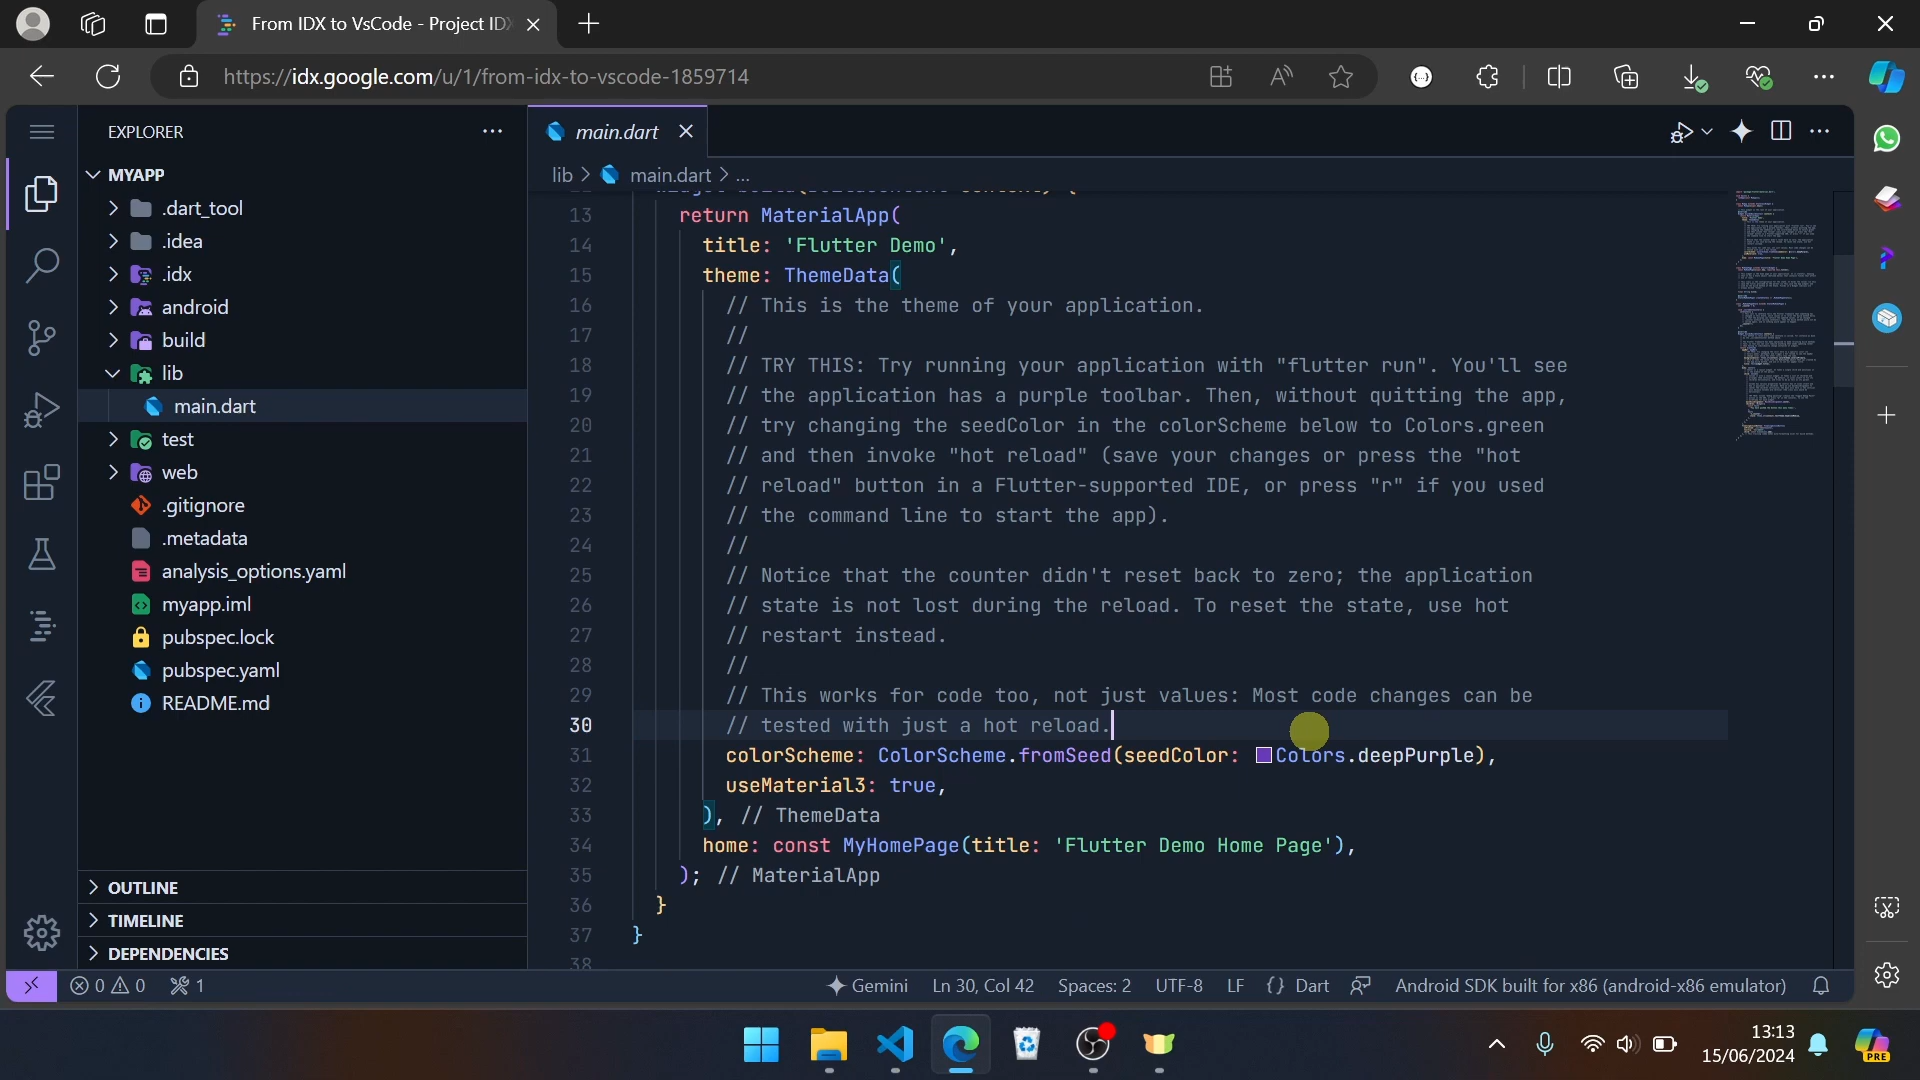 From IDX to VsCode - Project IDX
https://idx.google.com/u/1/from-idx-to-vscode-1859714
EXPLORER
MYAPP
.dart_tool
.idea
.idx
android
build
lib
main.dart
test
web
.gitignore
.metadata
analysis_options.yaml
myapp.iml
pubspec.lock
pubspec.yaml
README.md
OUTLINE
TIMELINE
DEPENDENCIES
main.dart
lib > main.dart > ...
13 return MaterialApp(
14 title: 'Flutter Demo',
15 theme: ThemeData(
16 // This is the theme of your application.
17 //
18 // TRY THIS: Try running your application with "flutter run". You'll see
19 // the application has a purple toolbar. Then, without quitting the app,
20 // try changing the seedColor in the colorScheme below to Colors.green
21 // and then invoke "hot reload" (save your changes or press the "hot
22 // reload" button in a Flutter-supported IDE, or press "r" if you used
23 // the command line to start the app).
24 //
25 // Notice that the counter didn't reset back to zero; the application
26 // state is not lost during the reload. To reset the state, use hot
27 // restart instead.
28 //
29 // This works for code too, not just values: Most code changes can be
30 // tested with just a hot reload.
31 colorScheme: ColorScheme.fromSeed(seedColor: Colors.deepPurple),
32 useMaterial3: true,
33 ), // ThemeData
34 home: const MyHomePage(title: 'Flutter Demo Home Page'),
35 ); // MaterialApp
36 }
37 }
38
0 0 1
Gemini Ln 30, Col 42 Spaces: 2 UTF-8 LF {} Dart Android SDK built for x86 (android-x86 emulator)
13:13
15/06/2024
PRE